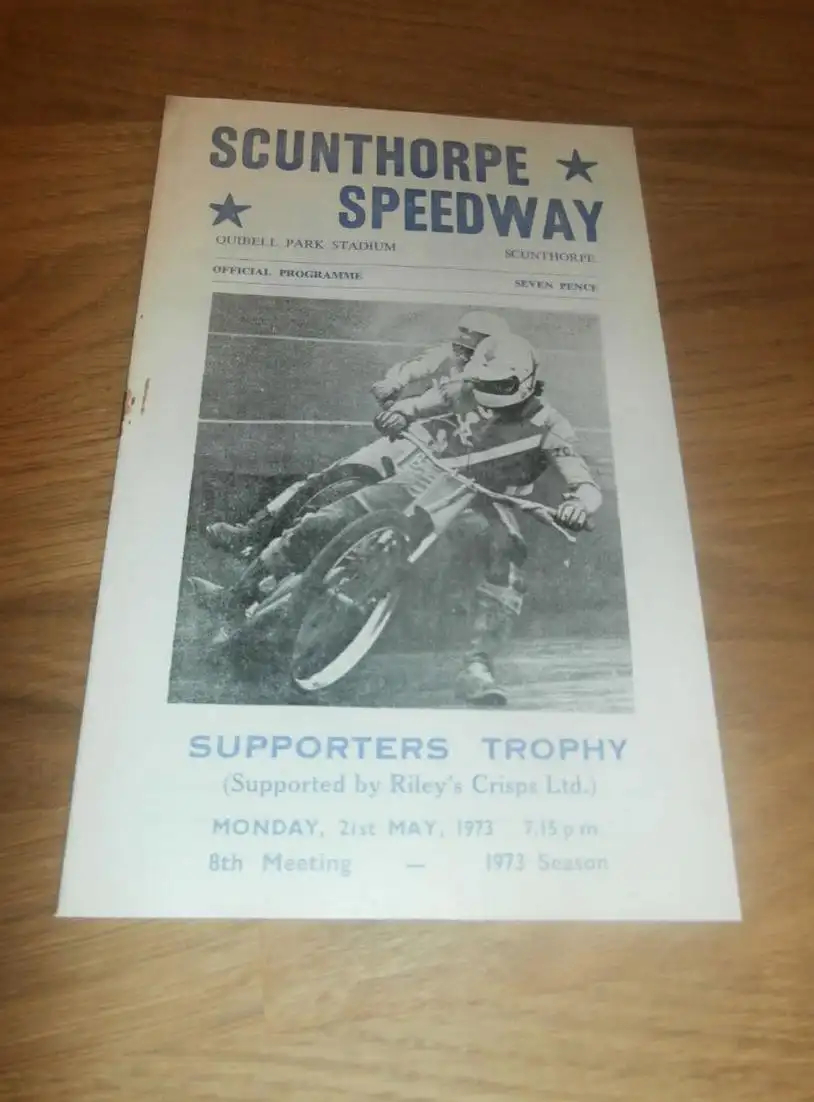 SCUNTHORPE
SPEEDWAY
QUIBELL PARK STADIUM SCUNTHORPE
OFFICIAL PROGRAMME SEVEN PENCE
SUPPORTERS TROPHY
(Supported by Riley's Crisps Ltd.)
MONDAY, 21st MAY, 1973 7.15 p m
8th Meeting — 1973 Season